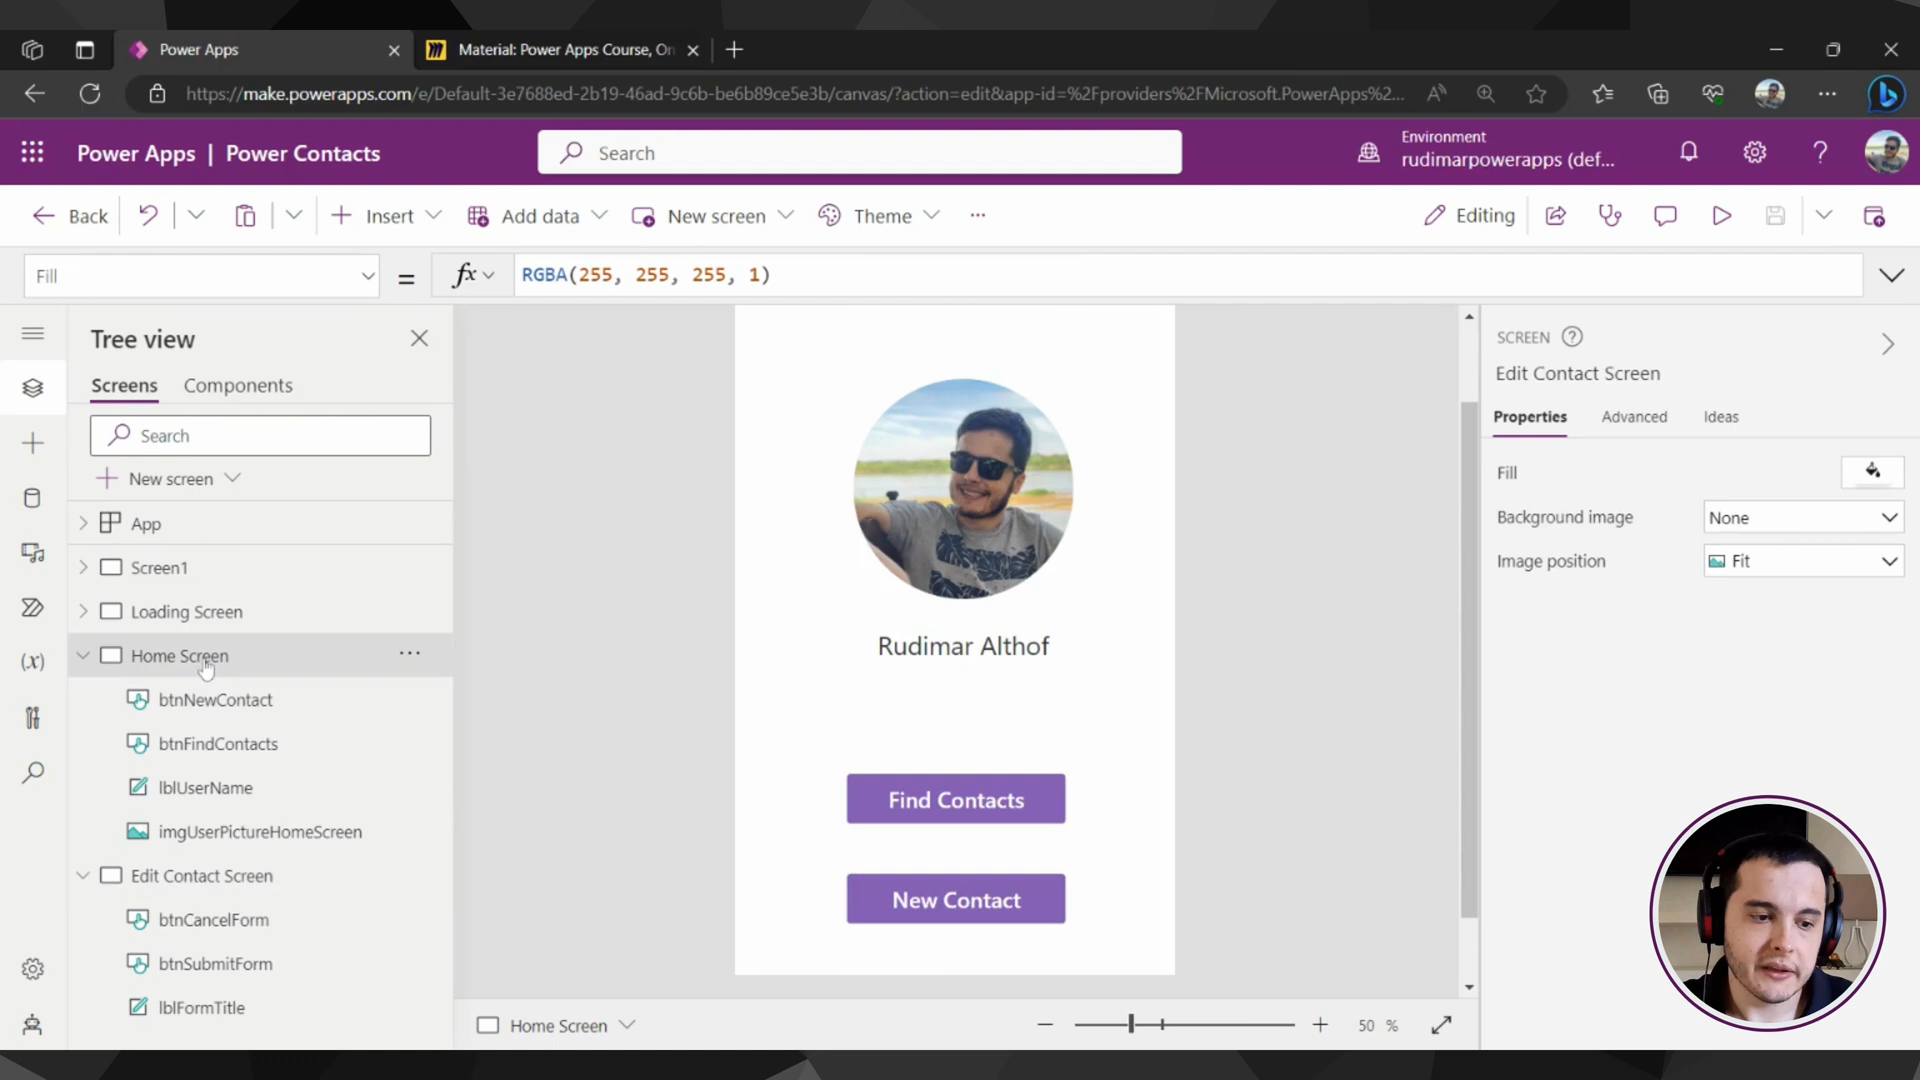 Power Apps
Material: Power Apps Course, On
https://make.powerapps.com/e/Default-3e7688ed-2b19-46ad-9c6b-be6b89ce5e3b/canvas/?action=edit&app-id=%2Fproviders%2FMicrosoft.PowerApps%2...
Power Apps | Power Contacts
Search
Environment
rudimarpowerapps (def...
Back
Insert
Add data
New screen
Theme
Editing
Fill
=
fx
RGBA(255, 255, 255, 1)
Tree view
Screens
Components
Search
New screen
App
Screen1
Loading Screen
Home Screen
btnNewContact
btnFindContacts
lblUserName
imgUserPictureHomeScreen
Edit Contact Screen
btnCancelForm
btnSubmitForm
lblFormTitle
Rudimar Althof
Find Contacts
New Contact
Home Screen
50 %
SCREEN
Edit Contact Screen
Properties
Advanced
Ideas
Fill
Background image
None
Image position
Fit